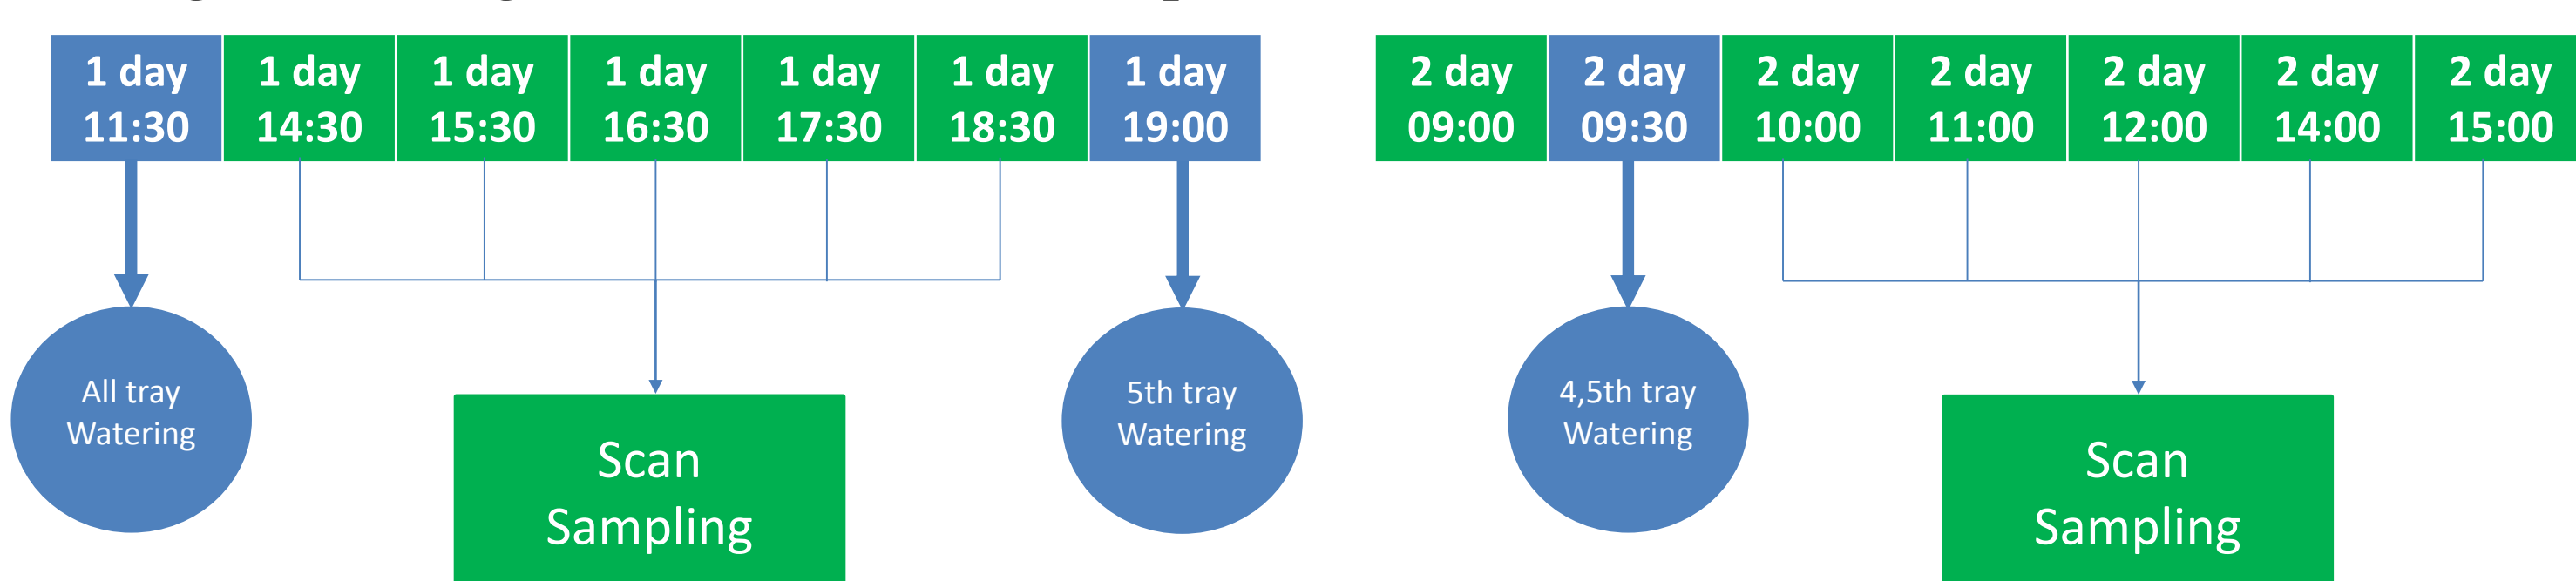 1 day 1 day 1 day 1 day 1 day 1 day 1 day
11:30 14:30 15:30 16:30 17:30 18:30 19:00
2 day 2 day 2 day 2 day 2 day 2 day 2 day
09:00 09:30 10:00 11:00 12:00 14:00 15:00
All tray
Watering
Scan
Sampling
5th tray
Watering
4,5th tray
Watering
Scan
Sampling